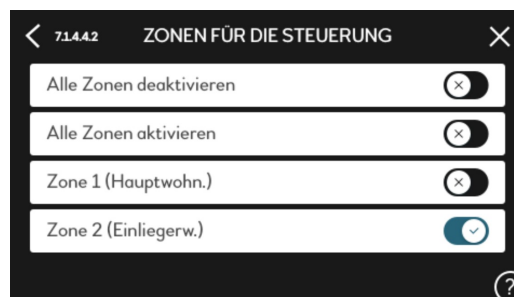 7.1.4.4.2 ZONEN FÜR DIE STEUERUNG
Alle Zonen deaktivieren
Alle Zonen aktivieren
Zone 1 (Hauptwohn.)
Zone 2 (Einliegerw.)
?